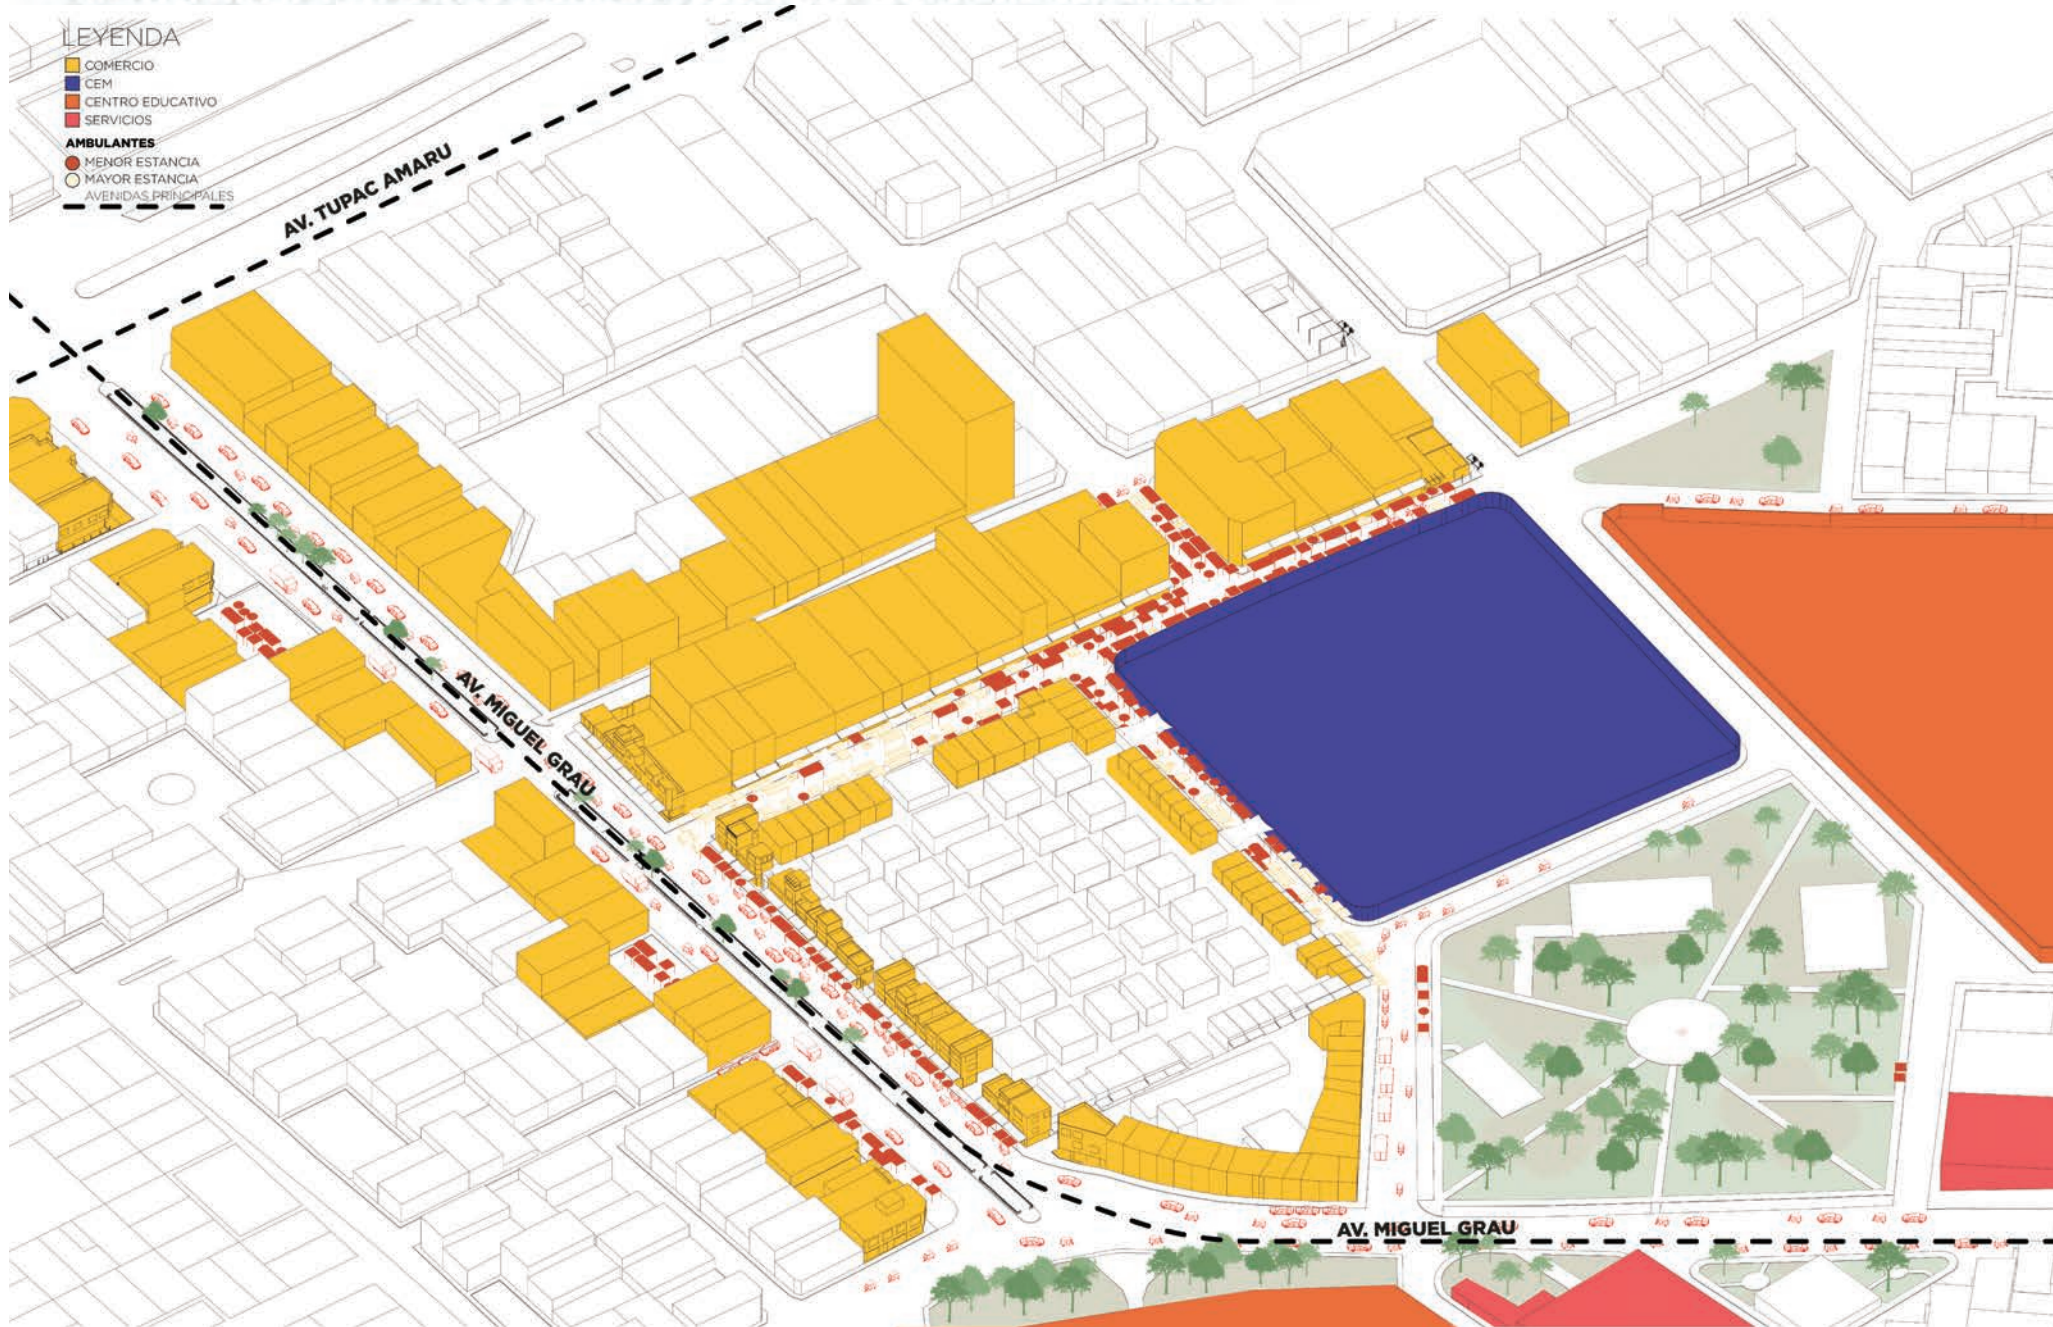 LEYENDA
COMERCIO
CEM
CENTRO EDUCATIVO
SERVICIOS
AMBULANTES
MENOR ESTANCIA
MAYOR ESTANCIA
AVENIDAS PRINCIPALES
AV. TUPAC AMARU
AV. MIGUEL GRAU
AV. MIGUEL GRAU